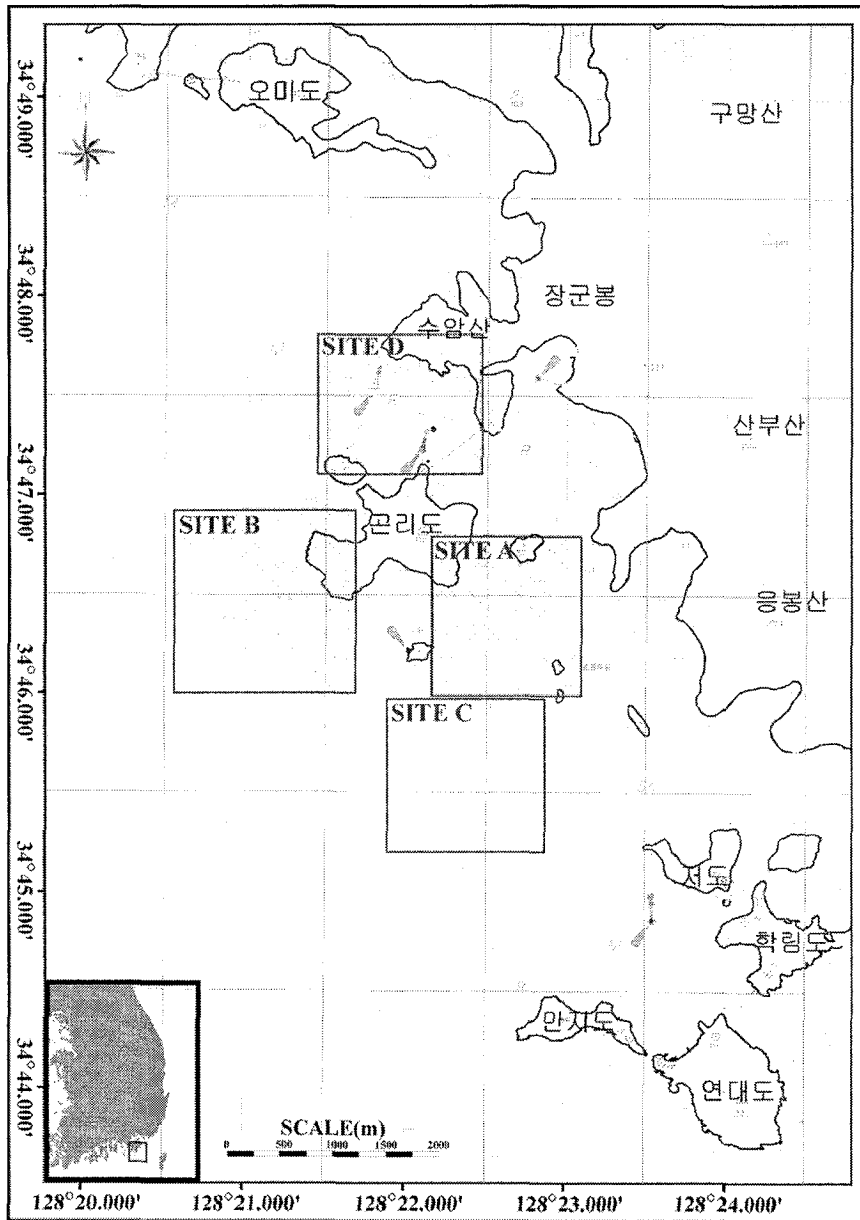 오미도
구망산
장군봉
수암산
SITE D
산부산
SITE B
곤리도
SITE A
응봉산
SITE C
저도
학림도
만지도
연대도
34°49.000'
34°48.000'
34°47.000'
34°46.000'
34°45.000'
34°44.000'
SCALE(m)
0 500 1000 1500 2000
128°20.000' 128°21.000' 128°22.000' 128°23.000' 128°24.000'